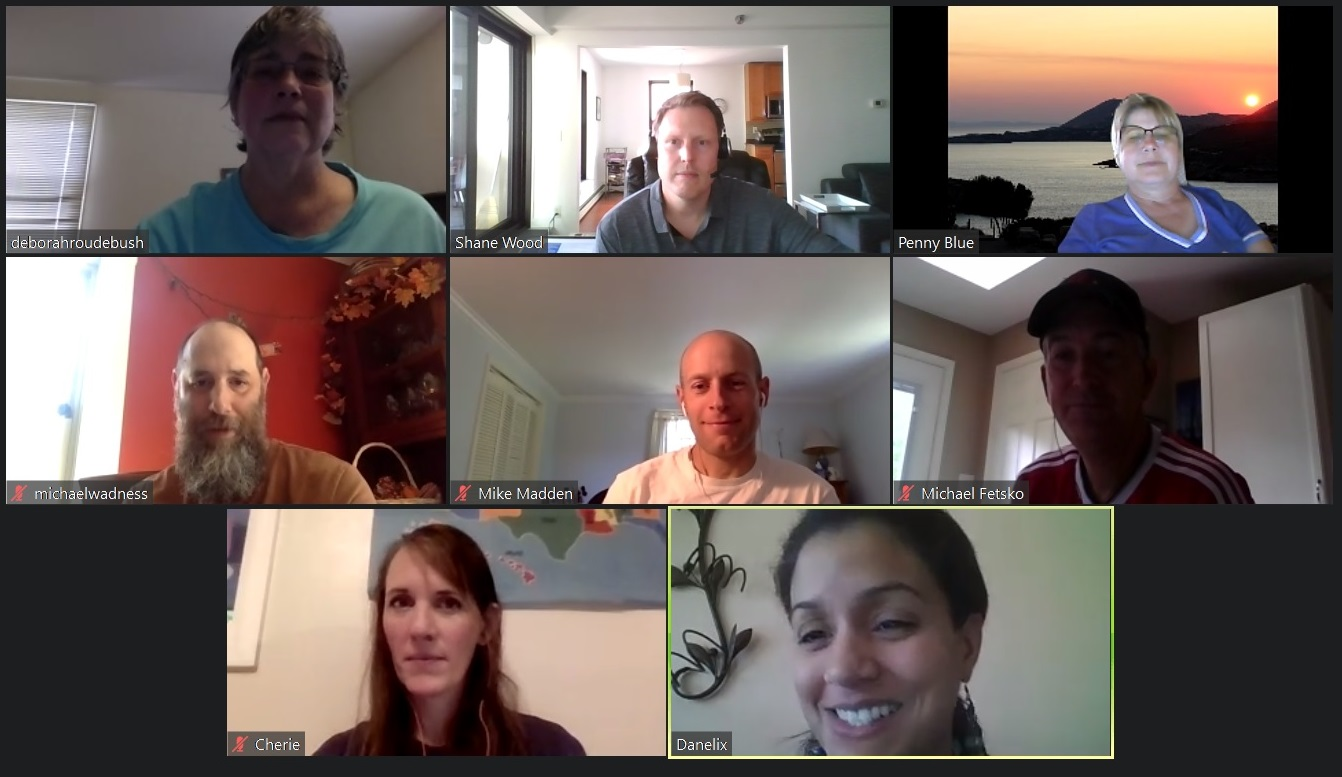 deborahroudebush
Shane Wood
Penny Blue
michaelwadness
Mike Madden
Michael Fetsko
Cherie
Danelix